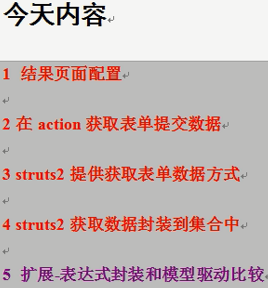 今天内容
1 结果页面配置
2 在 action 获取表单提交数据
3 struts2 提供获取表单数据方式
4 struts2 获取数据封装到集合中
5 扩展-表达式封装和模型驱动比较